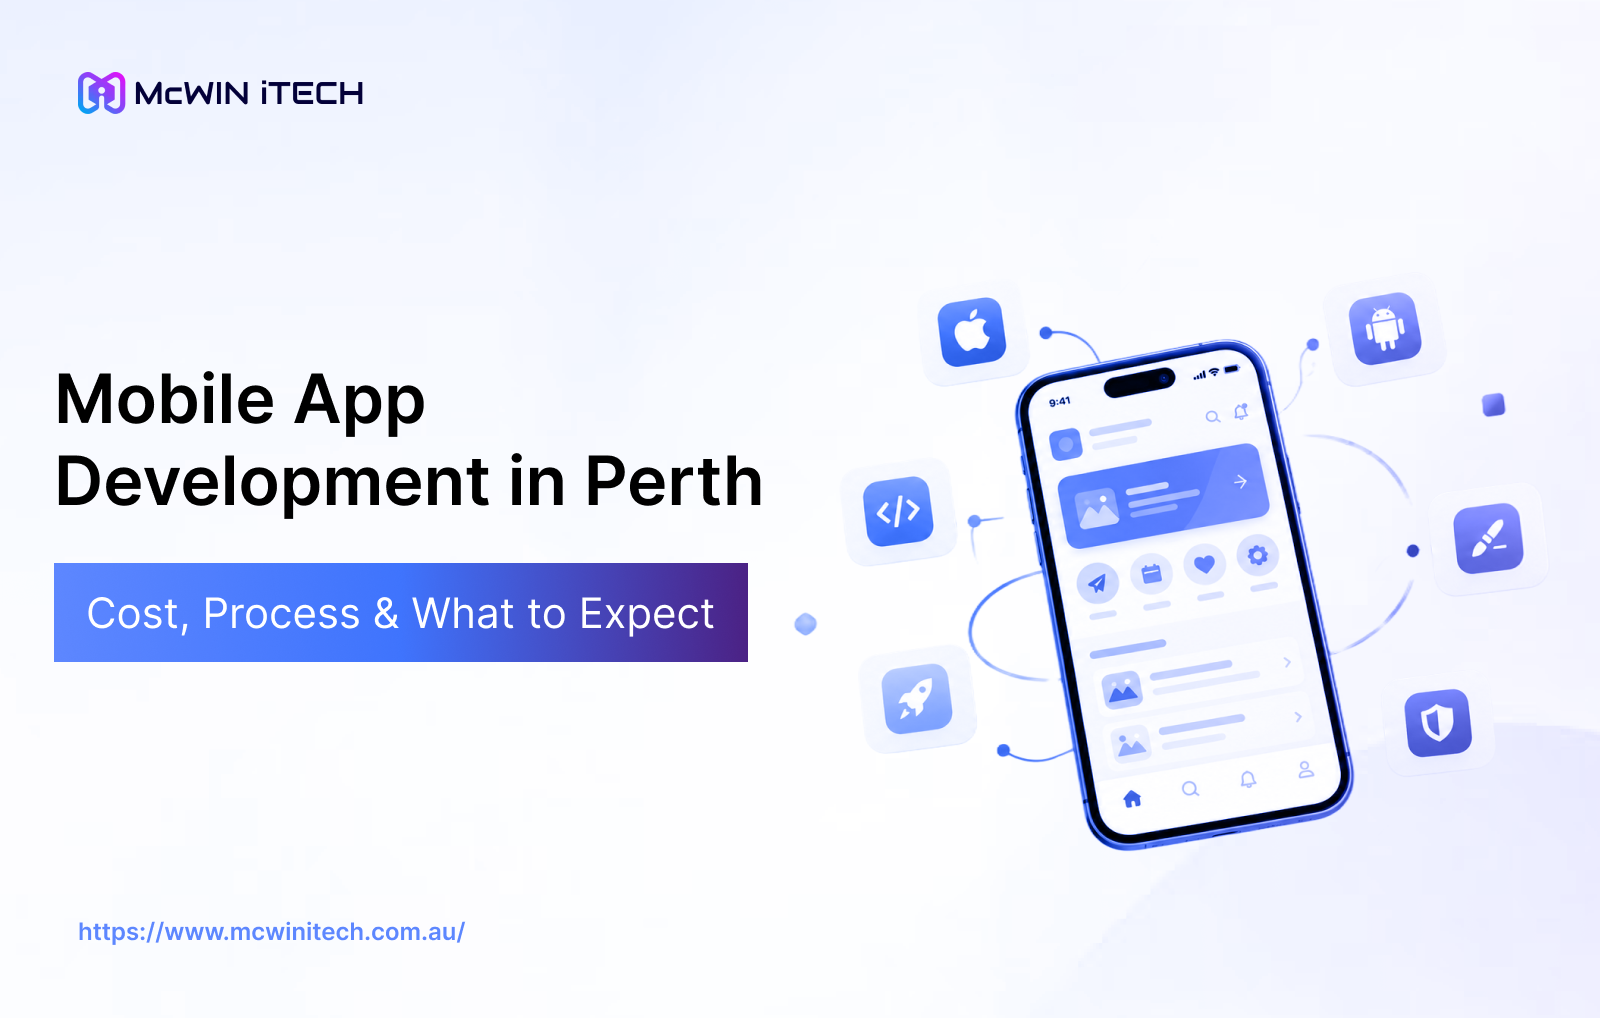 McWIN iTECH
Mobile App
Development in Perth
Cost, Process & What to Expect
9:41
https://www.mcwinitech.com.au/